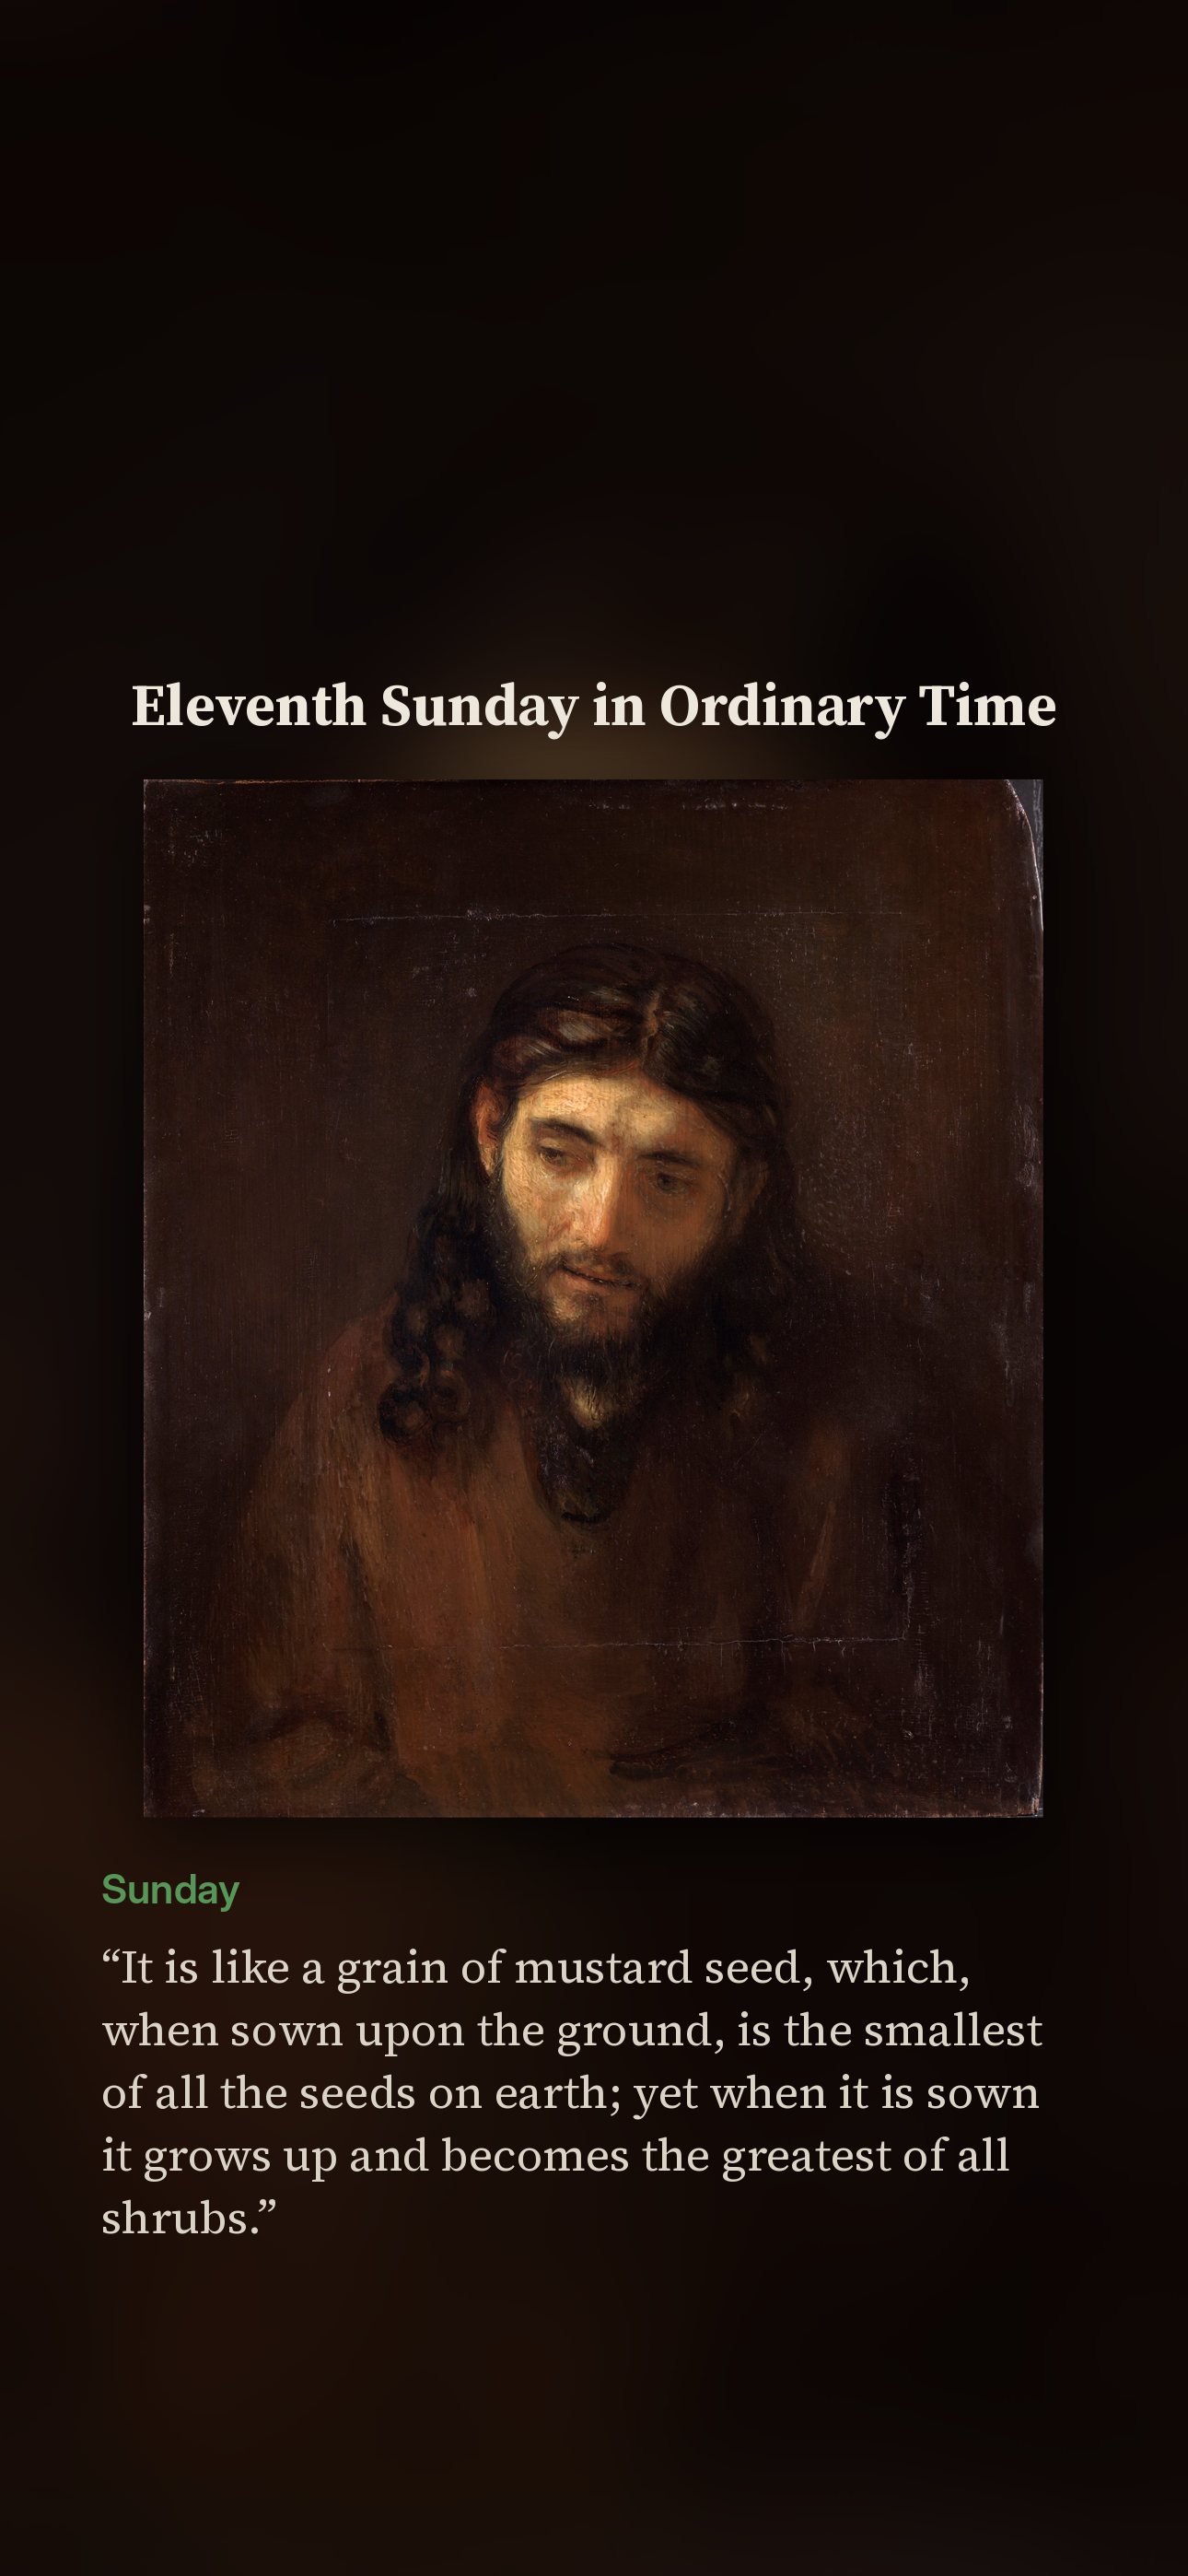 Eleventh Sunday in Ordinary Time
Sunday
“It is like a grain of mustard seed, which,
when sown upon the ground, is the smallest
of all the seeds on earth; yet when it is sown
it grows up and becomes the greatest of all
shrubs.”